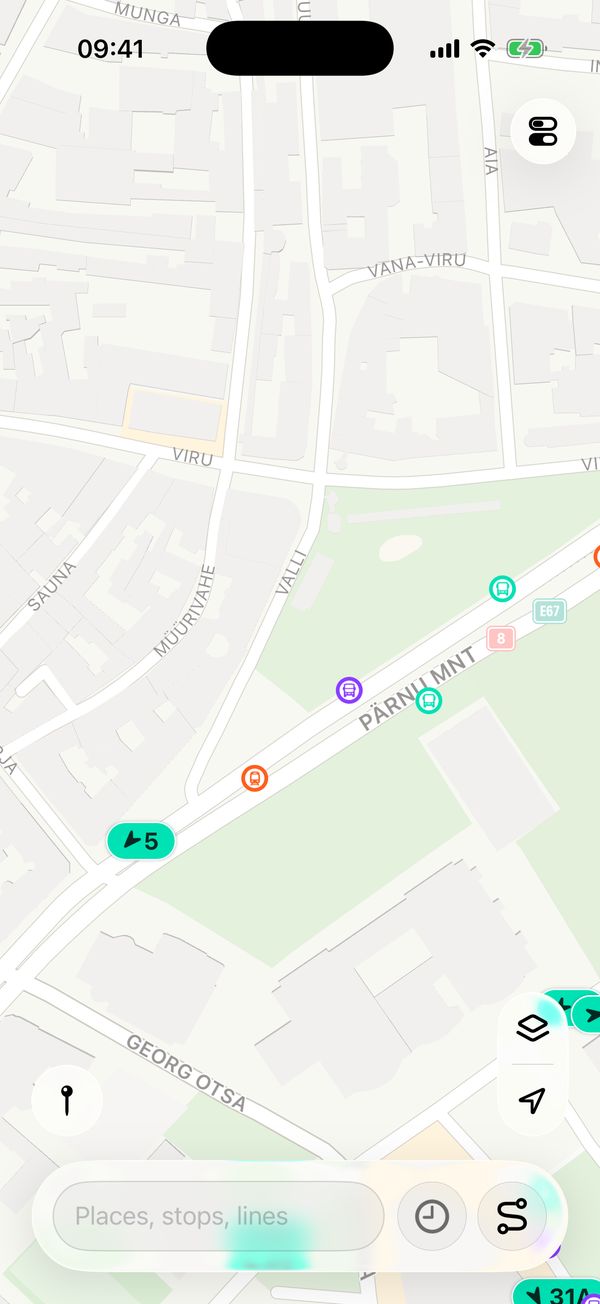 MUNGA
09:41
AIA
VANA-VIRU
VIRU
SAUNA
MÜÜRIVAHE
VALLI
E67
8
PÄRNU MNT
5
GEORG OTSA
Places, stops, lines
31A